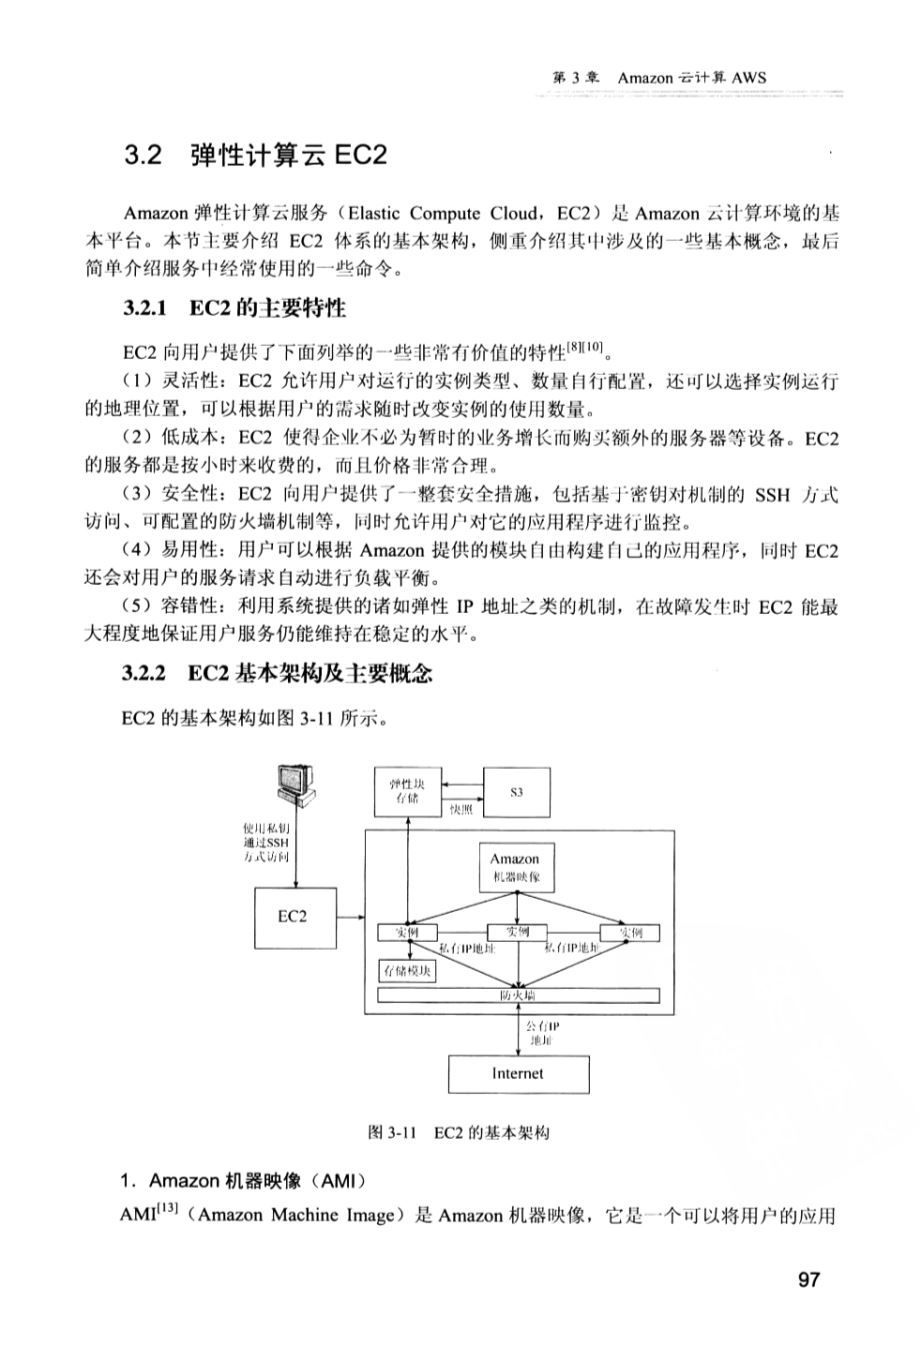 第 3 章 Amazon 云计算 AWS
3.2 弹性计算云 EC2
Amazon 弹性计算云服务（Elastic Compute Cloud，EC2）是 Amazon 云计算环境的基
本平台。本节主要介绍 EC2 体系的基本架构，侧重介绍其中涉及的一些基本概念，最后
简单介绍服务中经常使用的一些命令。
3.2.1 EC2 的主要特性
EC2 向用户提供了下面列举的一些非常有价值的特性[8][10]。
（1）灵活性：EC2 允许用户对运行的实例类型、数量自行配置，还可以选择实例运行
的地理位置，可以根据用户的需求随时改变实例的使用数量。
（2）低成本：EC2 使得企业不必为暂时的业务增长而购买额外的服务器等设备。EC2
的服务都是按小时来收费的，而且价格非常合理。
（3）安全性：EC2 向用户提供了一整套安全措施，包括基于密钥对机制的 SSH 方式
访问、可配置的防火墙机制等，同时允许用户对它的应用程序进行监控。
（4）易用性：用户可以根据 Amazon 提供的模块自由构建自己的应用程序，同时 EC2
还会对用户的服务请求自动进行负载平衡。
（5）容错性：利用系统提供的诸如弹性 IP 地址之类的机制，在故障发生时 EC2 能最
大程度地保证用户服务仍能维持在稳定的水平。
3.2.2 EC2 基本架构及主要概念
EC2 的基本架构如图 3-11 所示。
弹性块
存储
S3
快照
使用私钥
通过SSH
方式访问
Amazon
机器映像
EC2
实例
实例
实例
私有IP地址
私有IP地址
存储模块
防火墙
公有IP
地址
Internet
图 3-11 EC2 的基本架构
1．Amazon 机器映像（AMI）
AMI[13]（Amazon Machine Image）是 Amazon 机器映像，它是一个可以将用户的应用
97